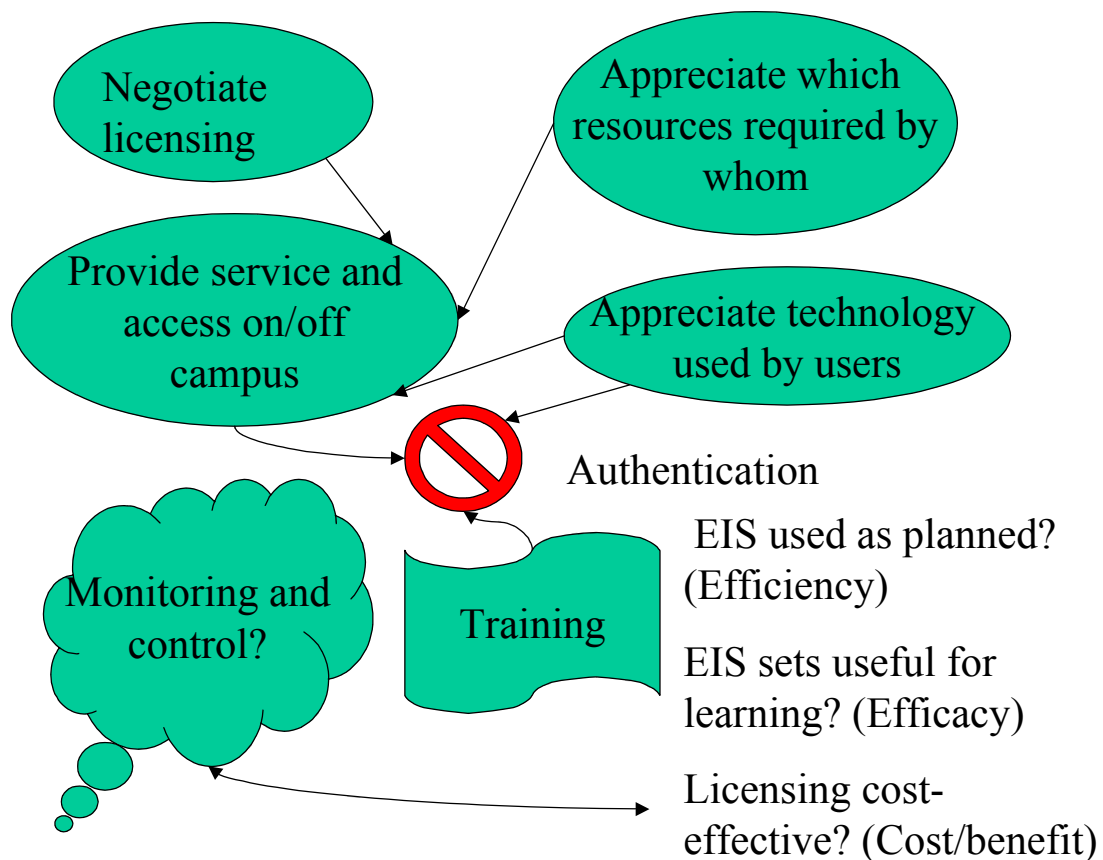 Negotiate
licensing
Appreciate which
resources required by
whom
Provide service and
access on/off
campus
Appreciate technology
used by users
Authentication
EIS used as planned?
(Efficiency)
Monitoring and
control?
Training
EIS sets useful for
learning? (Efficacy)
Licensing cost-
effective? (Cost/benefit)